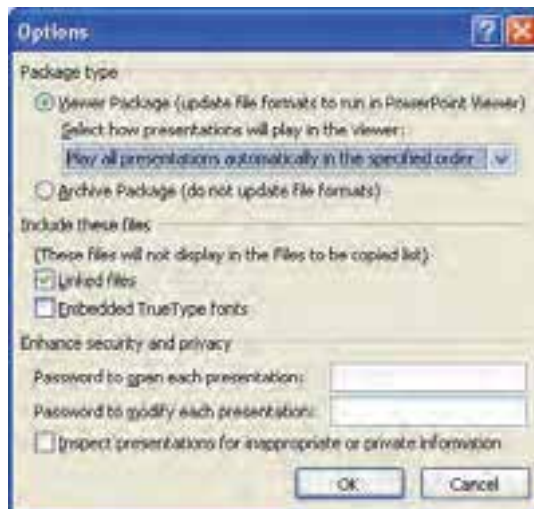 Options
Package type
Viewer Package (update file formats to run in PowerPoint Viewer)
Select how presentations will play in the viewer:
Play all presentations automatically in the specified order
Archive Package (do not update file formats)
Include these files
(These files will not display in the Files to be copied list)
Linked files
Embedded TrueType fonts
Enhance security and privacy
Password to open each presentation:
Password to modify each presentation:
Inspect presentations for inappropriate or private information
OK Cancel